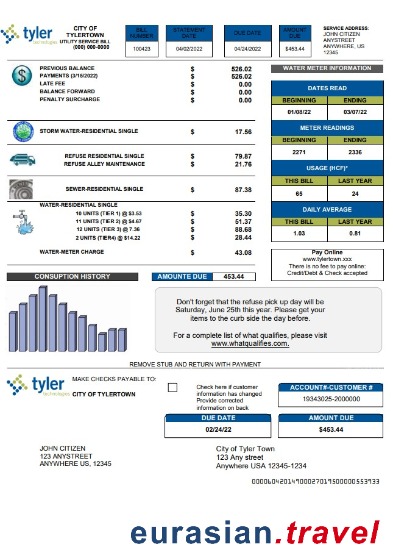 tyler
technologies
CITY OF
TYLERTOWN
UTILITY SERVICE BILL
(000) 000-0000
BILL
NUMBER
STATEMENT
DATE
DUE DATE
AMOUNT
DUE
100423
04/02/2022
04/24/2022
$453.44
SERVICE ADDRESS:
JOHN CITIZEN
ANYSTREET
ANYWHERE, US
12345
PREVIOUS BALANCE 526.02
PAYMENTS (3/15/2022) 526.02
LATE FEE 0.00
BALANCE FORWARD 0.00
PENALTY SURCHARGE 0.00
STORM WATER-RESIDENTIAL SINGLE 17.56
REFUSE RESIDENTIAL SINGLE 79.87
REFUSE ALLEY MAINTENANCE 21.76
SEWER-RESIDENTIAL SINGLE 87.38
WATER-RESIDENTIAL SINGLE
10 UNITS (TIER 1) @ $3.53 35.30
11 UNITS (TIER 2) @ $4.67 51.37
12 UNITS (TIER 3) @ 7.36 88.68
2 UNITS (TIER4) @ $14.22 28.44
WATER-METER CHARGE $ 43.08
WATER METER INFORMATION
DATES READ
BEGINNING ENDING
01/08/22 03/07/22
METER READINGS
BEGINNING ENDING
2271 2336
USAGE (HCF)*
THIS BILL LAST YEAR
65 24
DAILY AVERAGE
THIS BILL LAST YEAR
1.03 0.81
Pay Online
www.tylertown.xxx
There is no fee to pay online:
Credit/Debt & Check accepted
CONSUPTION HISTORY
AMOUNTE DUE 453.44
Don't forget that the refuse pick up day will be
Saturday, June 25th this year. Please get your
items to the curb side the day before.
For a complete list of what qualifies, please visit
www.whatqualifies.com.
REMOVE STUB AND RETURN WITH PAYMENT
tyler
technologies
MAKE CHECKS PAYABLE TO:
CITY OF TYLERTOWN
Check here if customer
information has changed
Provide corrected
information on back
ACCOUNT#-CUSTOMER #
19343025-2000000
DUE DATE
AMOUNT DUE
02/24/22
$453.44
JOHN CITIZEN
123 ANYSTREET
ANYWHERE US, 12345
City of Tyler Town
123 Any street
Anywhere USA 12345-1234
eurasian.travel